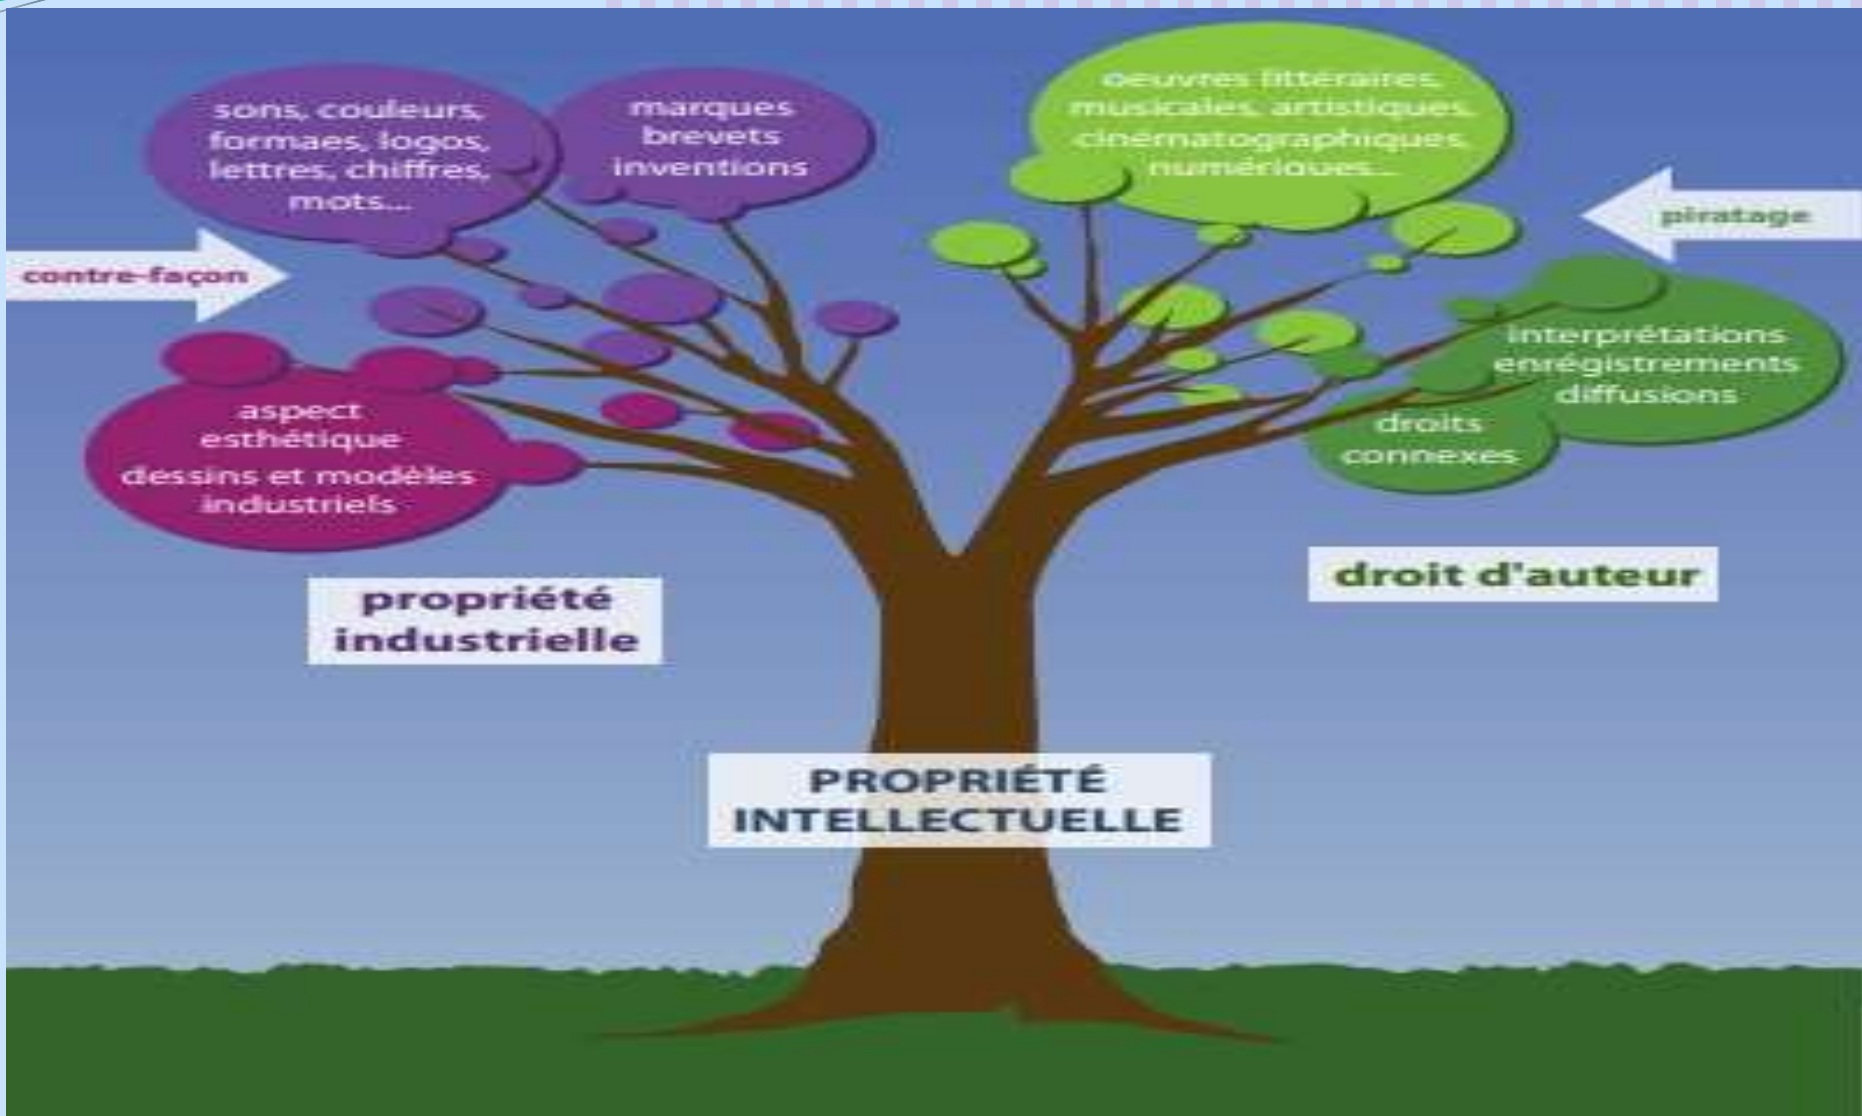 sons, couleurs,
formaes, logos,
lettres, chiffres,
mots...
marques
brevets
inventions
oeuvres littéraires,
musicales, artistiques,
cinématographiques,
numériques...
piratage
contre-façon
interprétations
enrégistrements
diffusions
droits
connexes
aspect
esthétique
dessins et modèles
industriels
droit d'auteur
propriété
industrielle
PROPRIÉTÉ
INTELLECTUELLE